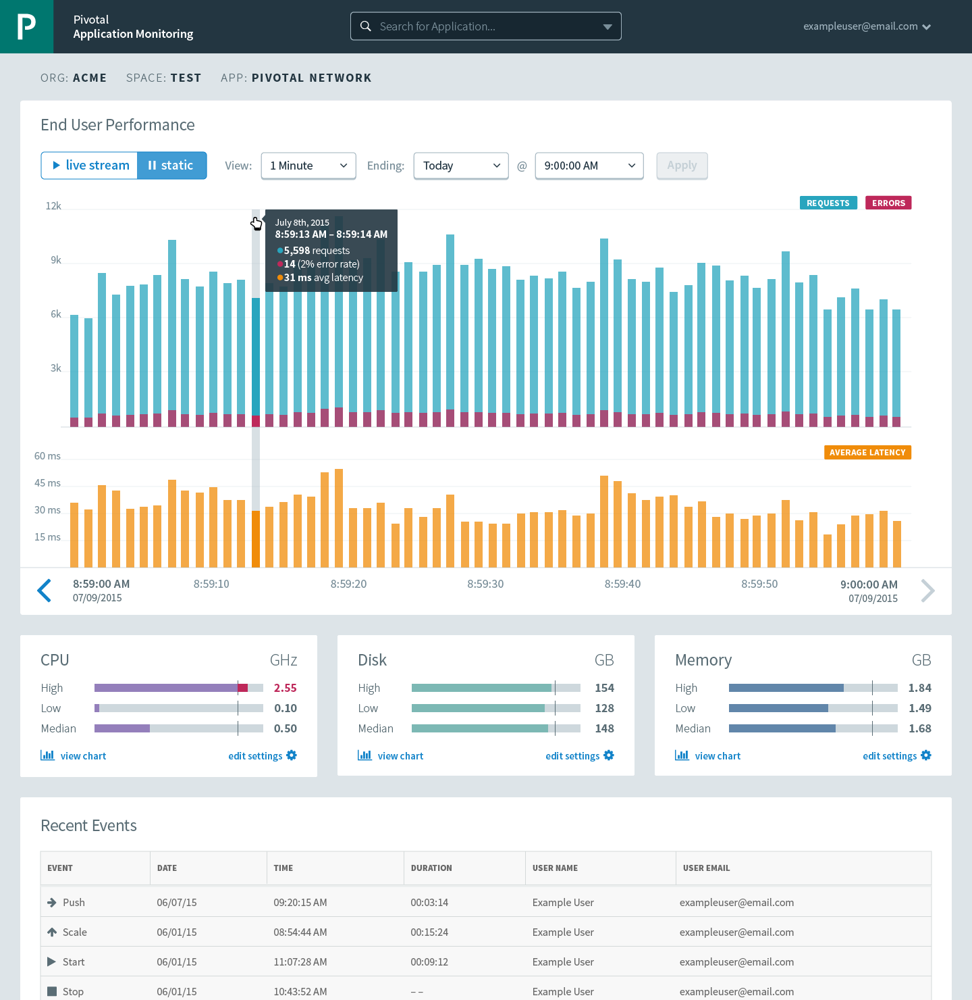 P
Pivotal
Application Monitoring
Search for Application...
exampleuser@email.com
ORG: ACME SPACE: TEST APP: PIVOTAL NETWORK
End User Performance
live stream static View: 1 Minute Ending: Today @ 9:00:00 AM Apply
REQUESTS ERRORS
12k
9k
6k
3k
July 8th, 2015
8:59:13 AM – 8:59:14 AM
5,598 requests
14 (2% error rate)
31 ms avg latency
AVERAGE LATENCY
60 ms
45 ms
30 ms
15 ms
8:59:00 AM 8:59:10 8:59:20 8:59:30 8:59:40 8:59:50 9:00:00 AM
07/09/2015 07/09/2015
CPU GHz
High 2.55
Low 0.10
Median 0.50
view chart edit settings
Disk GB
High 154
Low 128
Median 148
view chart edit settings
Memory GB
High 1.84
Low 1.49
Median 1.68
view chart edit settings
Recent Events
EVENT DATE TIME DURATION USER NAME USER EMAIL
Push 06/07/15 09:20:15 AM 00:03:14 Example User exampleuser@email.com
Scale 06/01/15 08:54:44 AM 00:15:24 Example User exampleuser@email.com
Start 06/01/15 11:07:28 AM 00:09:12 Example User exampleuser@email.com
Stop 06/01/15 10:43:52 AM – – Example User exampleuser@email.com